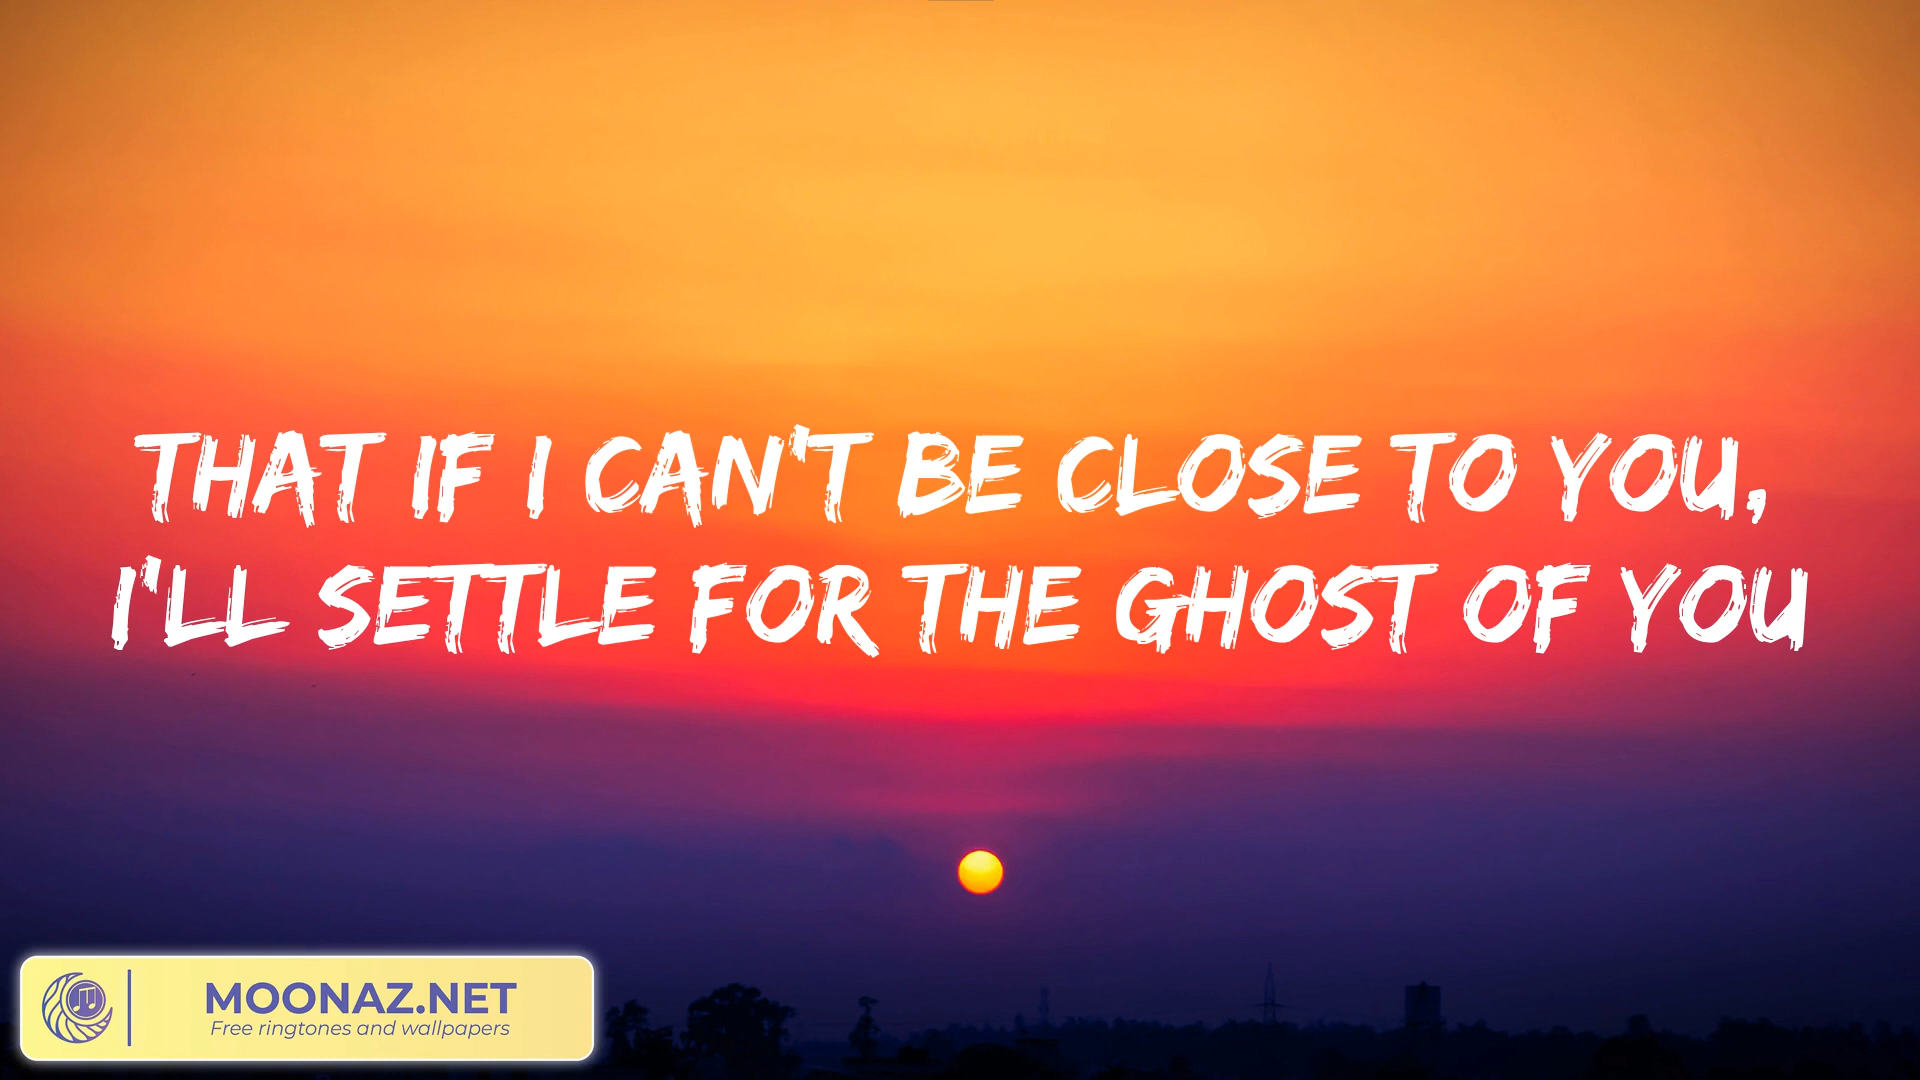 THAT IF I CAN'T BE CLOSE TO YOU,
I'LL SETTLE FOR THE GHOST OF YOU
MOONAZ.NET
Free ringtones and wallpapers